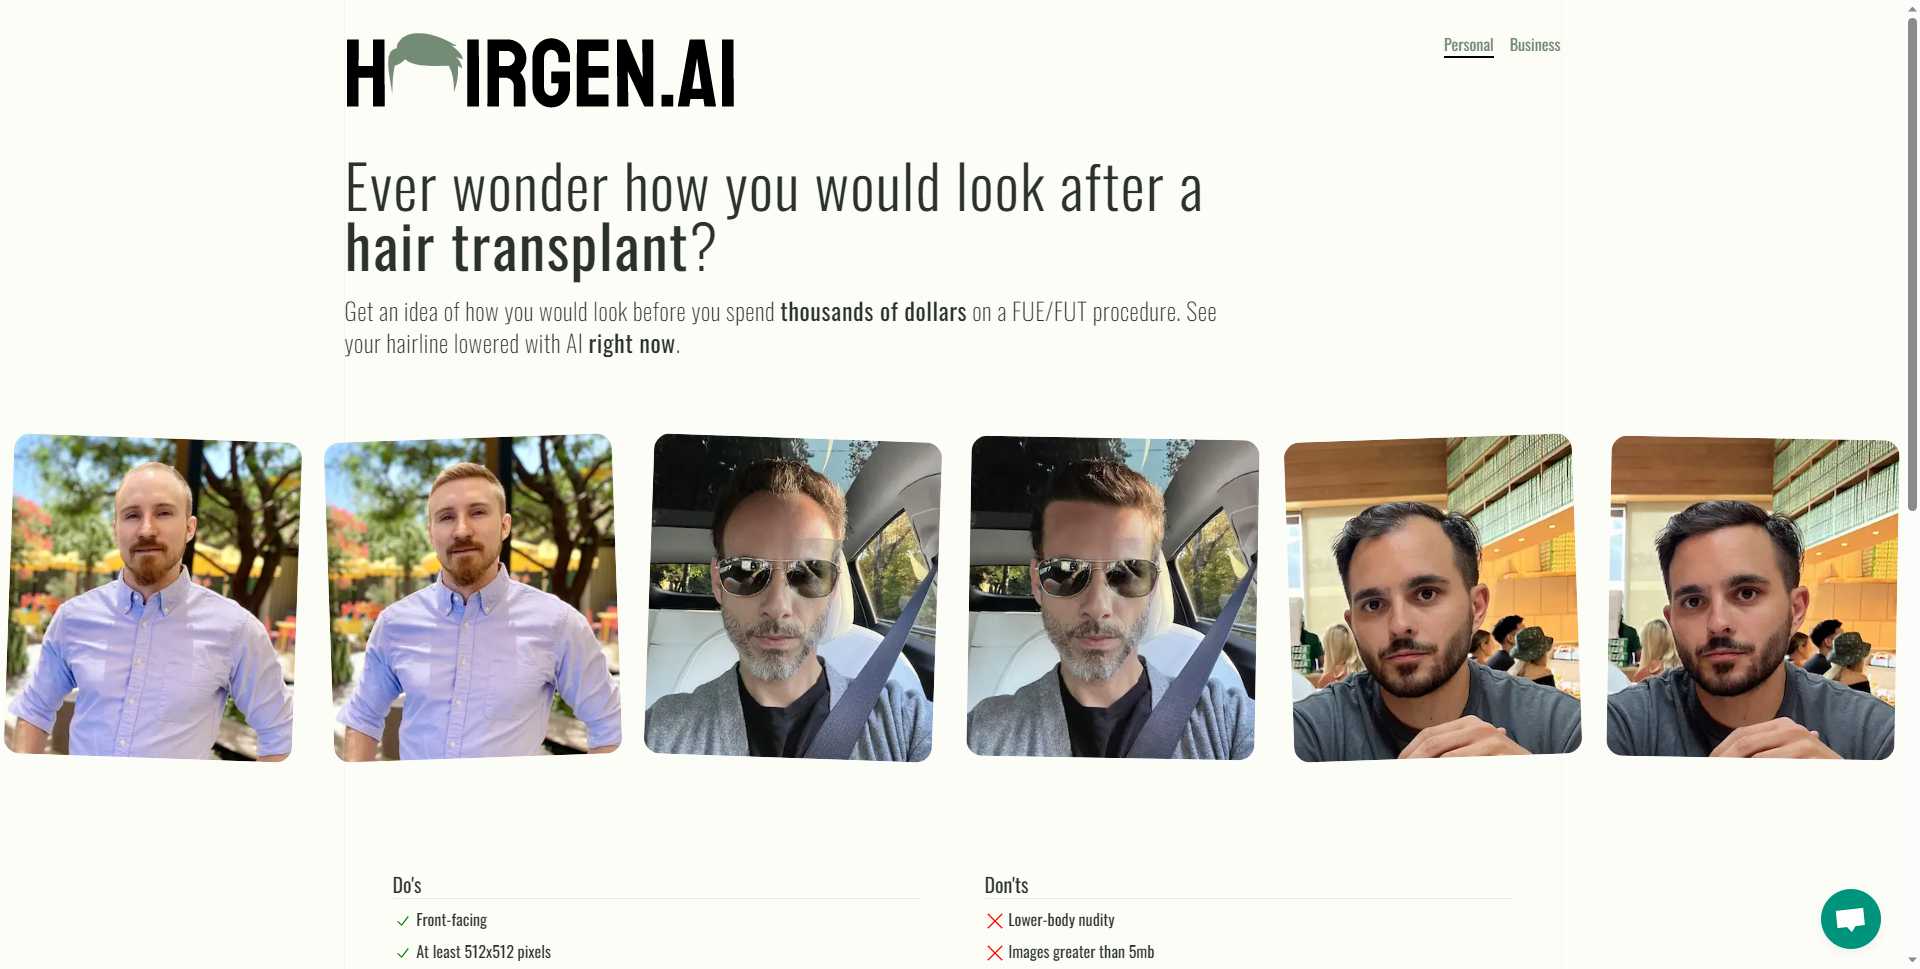 H IRGEN.AI
Personal
Business
Ever wonder how you would look after a
hair transplant?
Get an idea of how you would look before you spend thousands of dollars on a FUE/FUT procedure. See
your hairline lowered with AI right now.
Do's
Front-facing
At least 512x512 pixels
Don'ts
Lower-body nudity
Images greater than 5mb